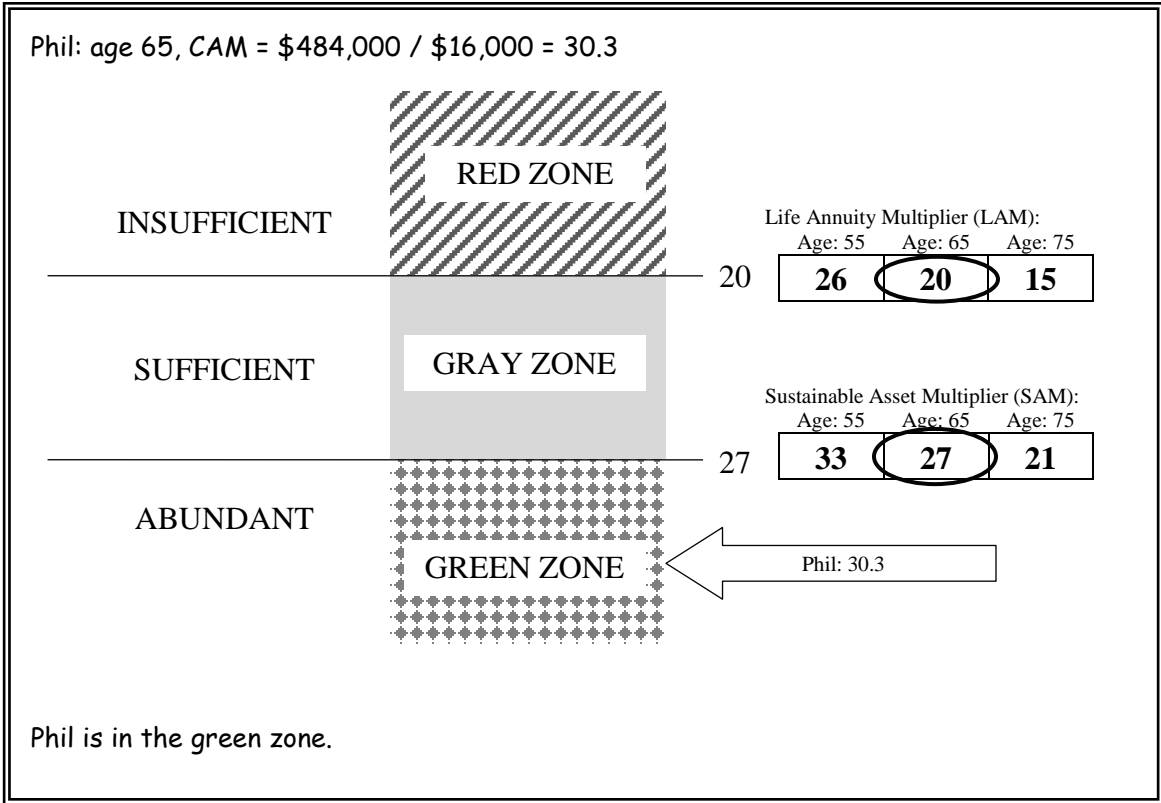 Phil: age 65, CAM = $484,000 / $16,000 = 30.3
RED ZONE
INSUFFICIENT
Life Annuity Multiplier (LAM):
Age: 55 Age: 65 Age: 75
20
26 20 15
SUFFICIENT
GRAY ZONE
Sustainable Asset Multiplier (SAM):
Age: 55 Age: 65 Age: 75
27
33 27 21
ABUNDANT
GREEN ZONE
Phil: 30.3
Phil is in the green zone.